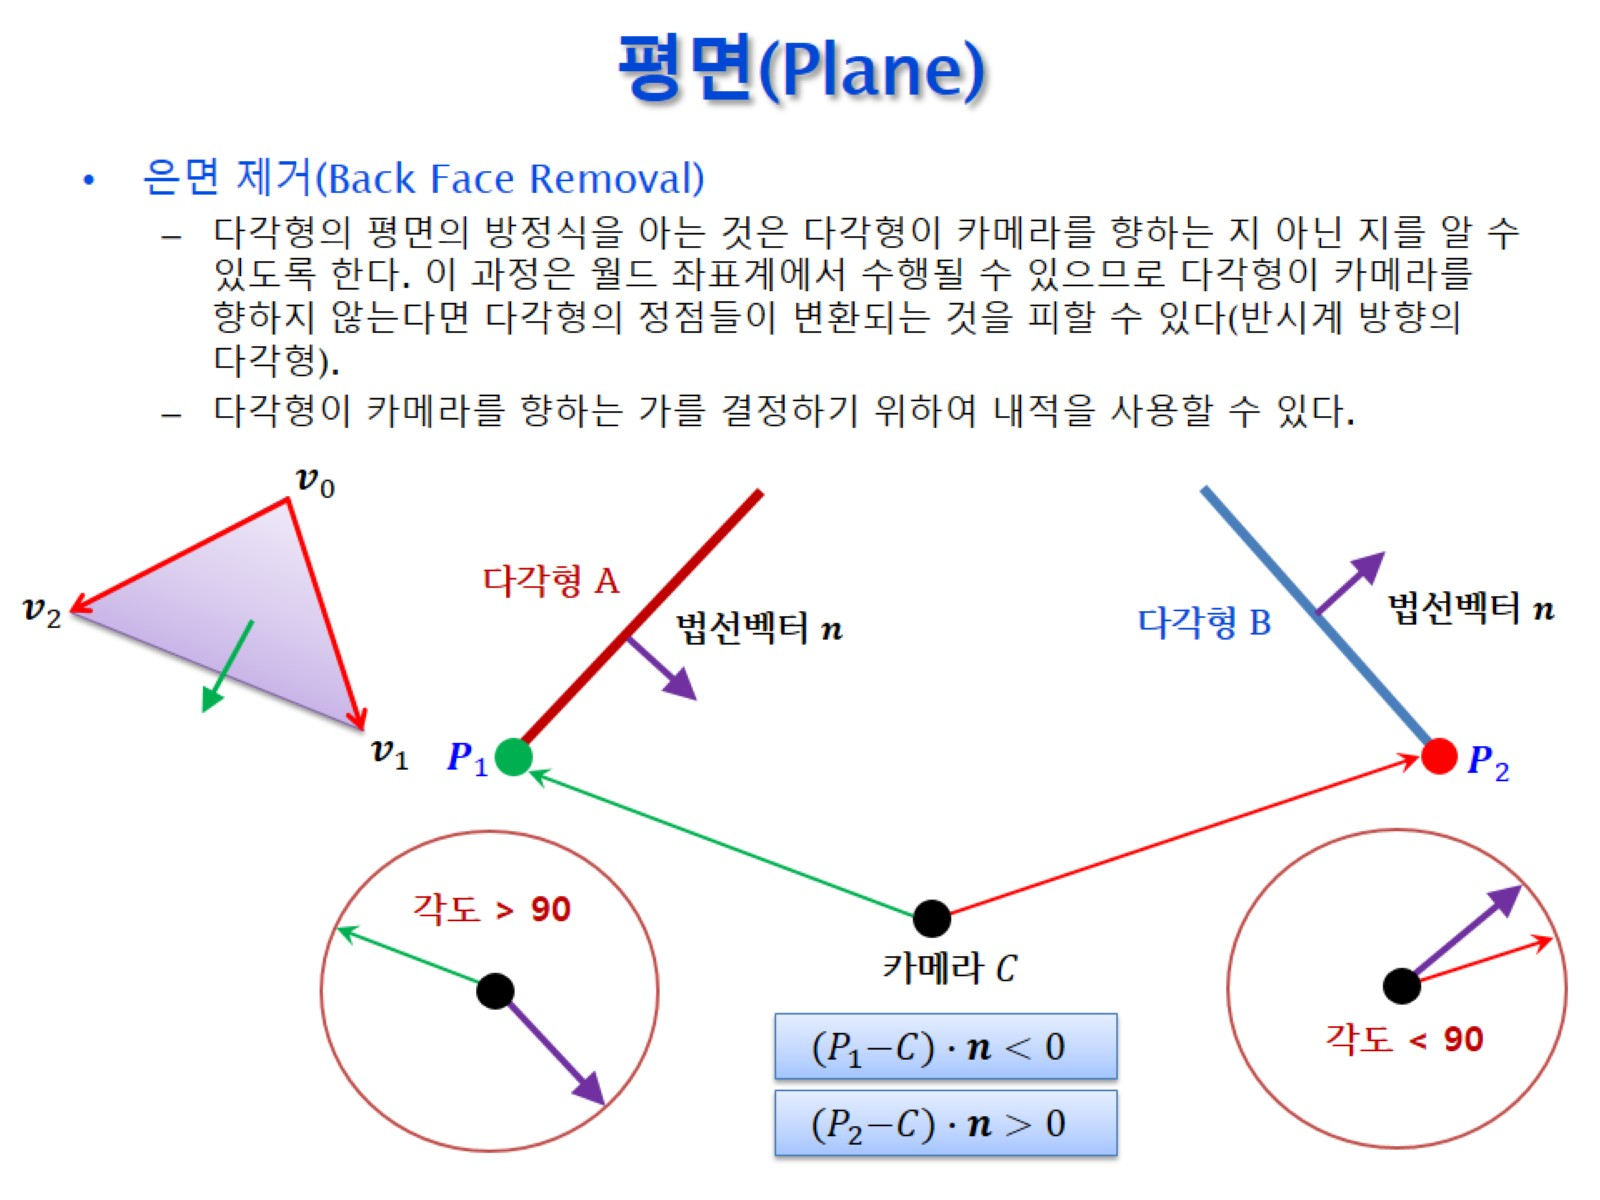 평면(Plane)
• 은면 제거(Back Face Removal)
– 다각형의 평면의 방정식을 아는 것은 다각형이 카메라를 향하는 지 아닌 지를 알 수
있도록 한다. 이 과정은 월드 좌표계에서 수행될 수 있으므로 다각형이 카메라를
향하지 않는다면 다각형의 정점들이 변환되는 것을 피할 수 있다(반시계 방향의
다각형).
– 다각형이 카메라를 향하는 가를 결정하기 위하여 내적을 사용할 수 있다.
v₀
v₂
v₁
다각형 A
법선벡터 n
P₁
다각형 B
법선벡터 n
P₂
각도 > 90
카메라 C
각도 < 90
(P₁−C) · n < 0
(P₂−C) · n > 0